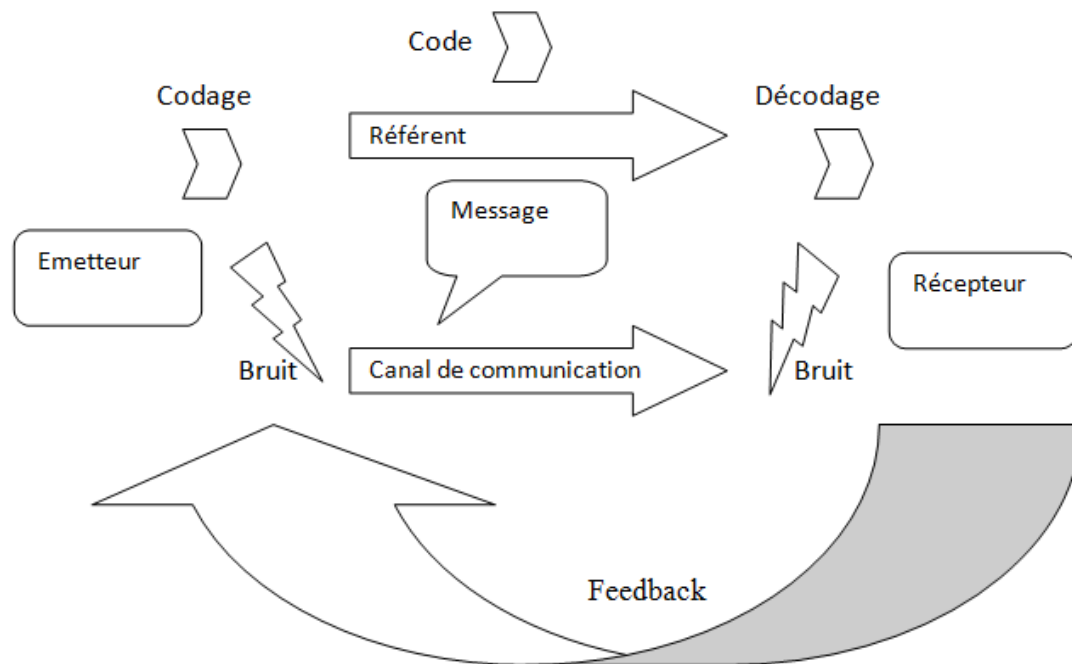 Code
Codage
Décodage
Référent
Message
Emetteur
Récepteur
Bruit
Canal de communication
Bruit
Feedback